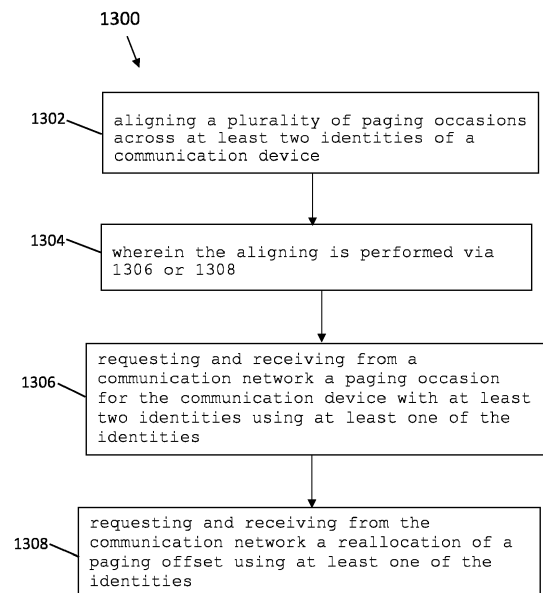 1300
1302
aligning a plurality of paging occasions
across at least two identities of a
communication device
1304
wherein the aligning is performed via
1306 or 1308
1306
requesting and receiving from a
communication network a paging occasion
for the communication device with at least
two identities using at least one of the
identities
1308
requesting and receiving from the
communication network a reallocation of a
paging offset using at least one of the
identities